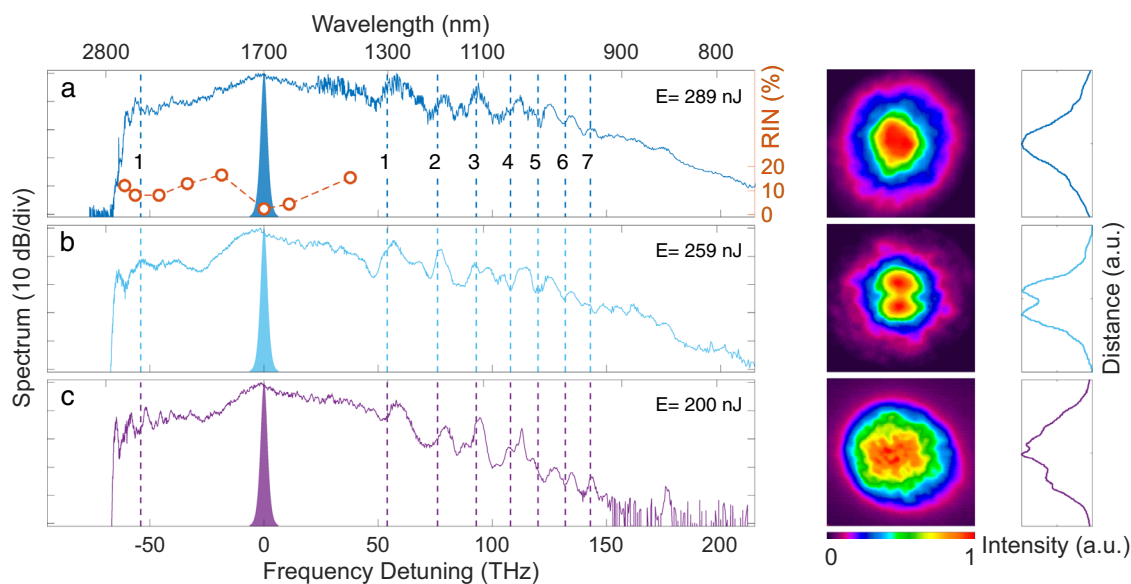 Wavelength (nm)
2800 1700 1300 1100 900 800
a
E= 289 nJ
RIN (%)
20
10
0
1 1 2 3 4 5 6 7
b
E= 259 nJ
Spectrum (10 dB/div)
Distance (a.u.)
c
E= 200 nJ
-50 0 50 100 150 200
Frequency Detuning (THz)
0 1 Intensity (a.u.)